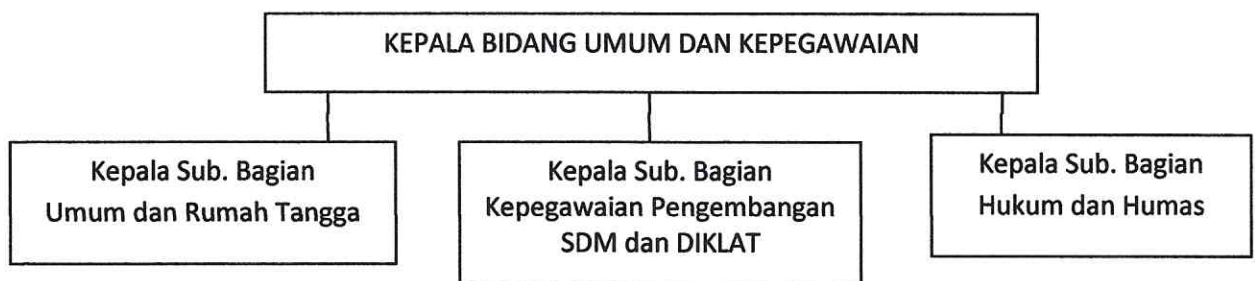 KEPALA BIDANG UMUM DAN KEPEGAWAIAN
Kepala Sub. Bagian
Umum dan Rumah Tangga
Kepala Sub. Bagian
Kepegawaian Pengembangan
SDM dan DIKLAT
Kepala Sub. Bagian
Hukum dan Humas